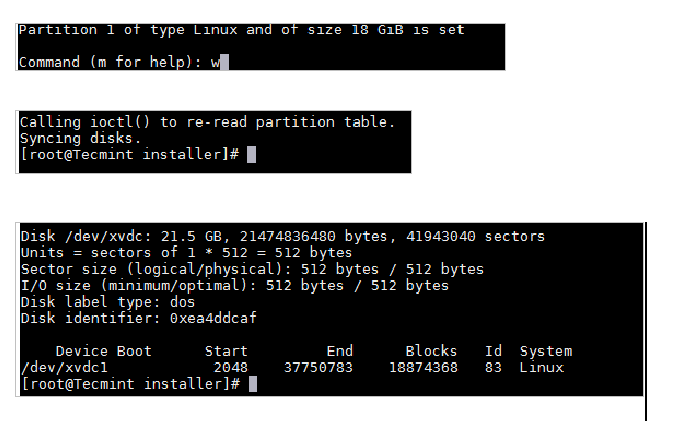 Partition 1 of type Linux and of size 18 GiB is set
Command (m for help): w
Calling ioctl() to re-read partition table.
Syncing disks.
[root@Tecmint installer]#
Disk /dev/xvdc: 21.5 GB, 21474836480 bytes, 41943040 sectors
Units = sectors of 1 * 512 = 512 bytes
Sector size (logical/physical): 512 bytes / 512 bytes
I/O size (minimum/optimal): 512 bytes / 512 bytes
Disk label type: dos
Disk identifier: 0xea4ddcaf
Device Boot Start End Blocks Id System
/dev/xvdc1 2048 37750783 18874368 83 Linux
[root@Tecmint installer]#